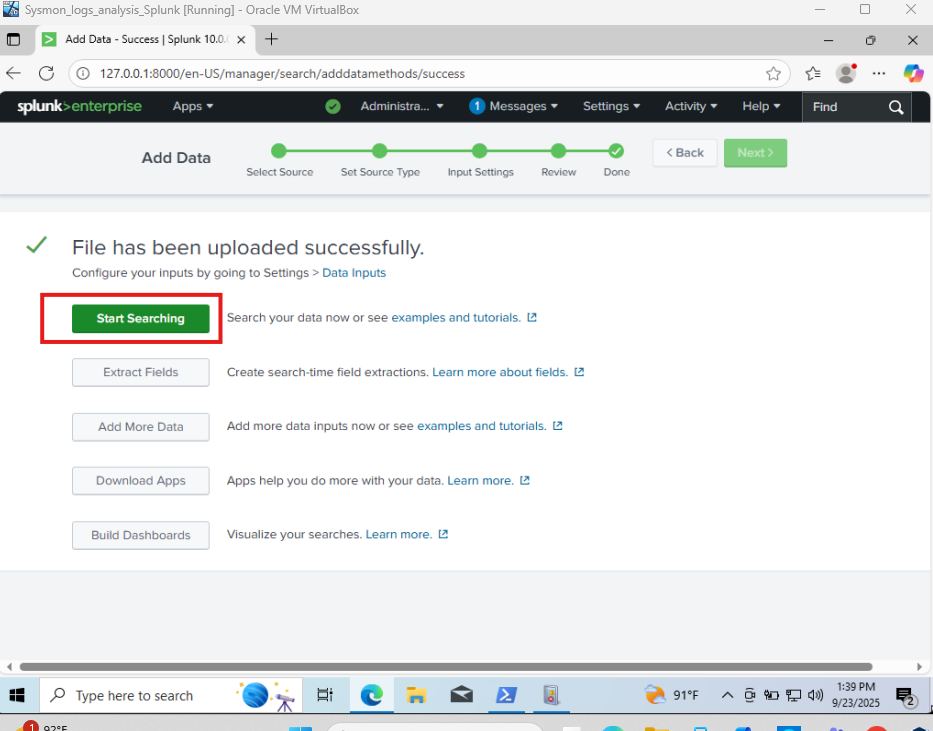 Sysmon_logs_analysis_Splunk [Running] - Oracle VM VirtualBox
Add Data - Success | Splunk 10.0.
127.0.0.1:8000/en-US/manager/search/adddatamethods/success
splunk>enterprise Apps Administra... 1 Messages Settings Activity Help Find
Add Data
Select Source Set Source Type Input Settings Review Done
< Back Next >
File has been uploaded successfully.
Configure your inputs by going to Settings > Data Inputs
Start Searching Search your data now or see examples and tutorials.
Extract Fields Create search-time field extractions. Learn more about fields.
Add More Data Add more data inputs now or see examples and tutorials.
Download Apps Apps help you do more with your data. Learn more.
Build Dashboards Visualize your searches. Learn more.
Type here to search 91°F 1:39 PM
9/23/2025 2
1 92°F